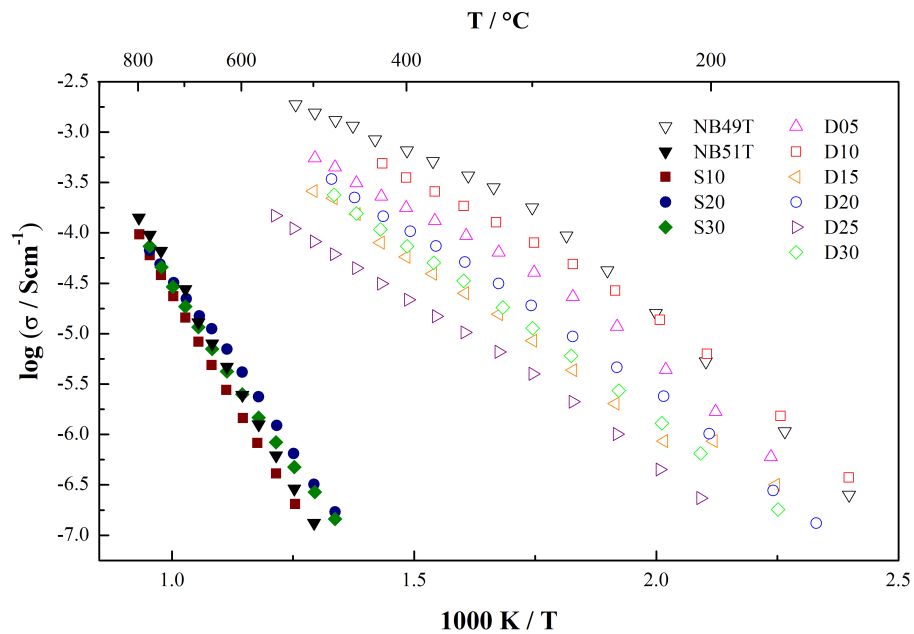 T / °C
800
600
400
200
-2.5
-3.0
-3.5
-4.0
-4.5
-5.0
-5.5
-6.0
-6.5
-7.0
log (σ / Scm⁻¹)
NB49T
NB51T
S10
S20
S30
D05
D10
D15
D20
D25
D30
1.0
1.5
2.0
2.5
1000 K / T